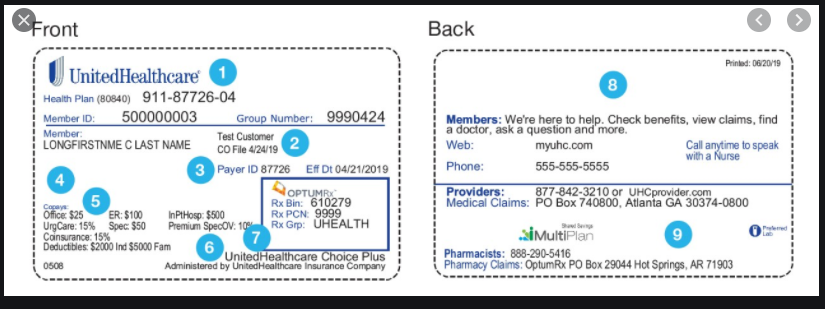 Front
UnitedHealthcare®
1
Health Plan (80840) 911-87726-04
Member ID: 500000003 Group Number: 9990424
Member:
LONGFIRSTNME C LAST NAME
Test Customer
CO File 4/24/19
2
3
Payer ID 87726 Eff Dt 04/21/2019
4
5
Copays:
Office: $25 ER: $100 InPtHosp: $500
UrgCare: 15% Spec: $50 Premium SpecOV: 10%
Coinsurance: 15%
Deductibles: $2000 Ind $5000 Fam
OPTUMRx
Rx Bin: 610279
Rx PCN: 9999
Rx Grp: UHEALTH
6
7
UnitedHealthcare Choice Plus
0508 Administered by UnitedHealthcare Insurance Company
Back
Printed: 06/20/19
8
Members: We're here to help. Check benefits, view claims, find
a doctor, ask a question and more.
Web: myuhc.com
Phone: 555-555-5555
Call anytime to speak
with a Nurse
Providers: 877-842-3210 or UHCprovider.com
Medical Claims: PO Box 740800, Atlanta GA 30374-0800
Shared Savings
MultiPlan
9
Preferred
Lab
Pharmacists: 888-290-5416
Pharmacy Claims: OptumRx PO Box 29044 Hot Springs, AR 71903